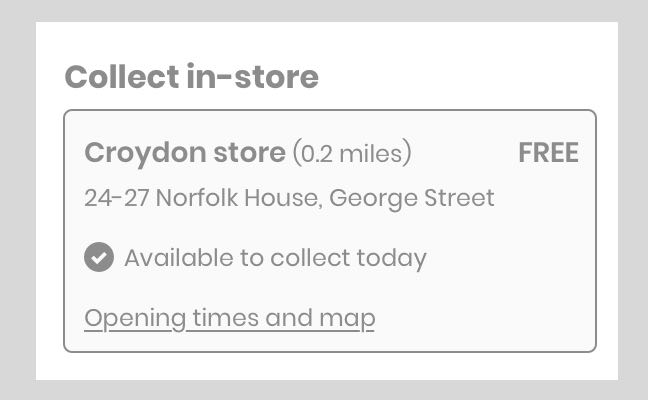 Collect in-store
Croydon store (0.2 miles) FREE
24-27 Norfolk House, George Street
Available to collect today
Opening times and map